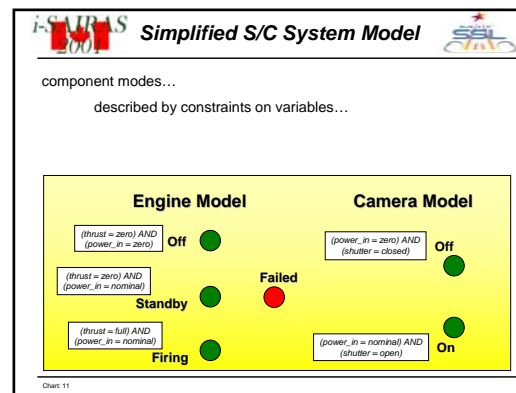 i-SAIRAS
2001
Simplified S/C System Model
SSL
component modes…
described by constraints on variables…
Engine Model
Camera Model
(thrust = zero) AND
(power_in = zero)
Off
(thrust = zero) AND
(power_in = nominal)
Standby
(thrust = full) AND
(power_in = nominal)
Firing
Failed
(power_in = zero) AND
(shutter = closed)
Off
(power_in = nominal) AND
(shutter = open)
On
Chart: 11